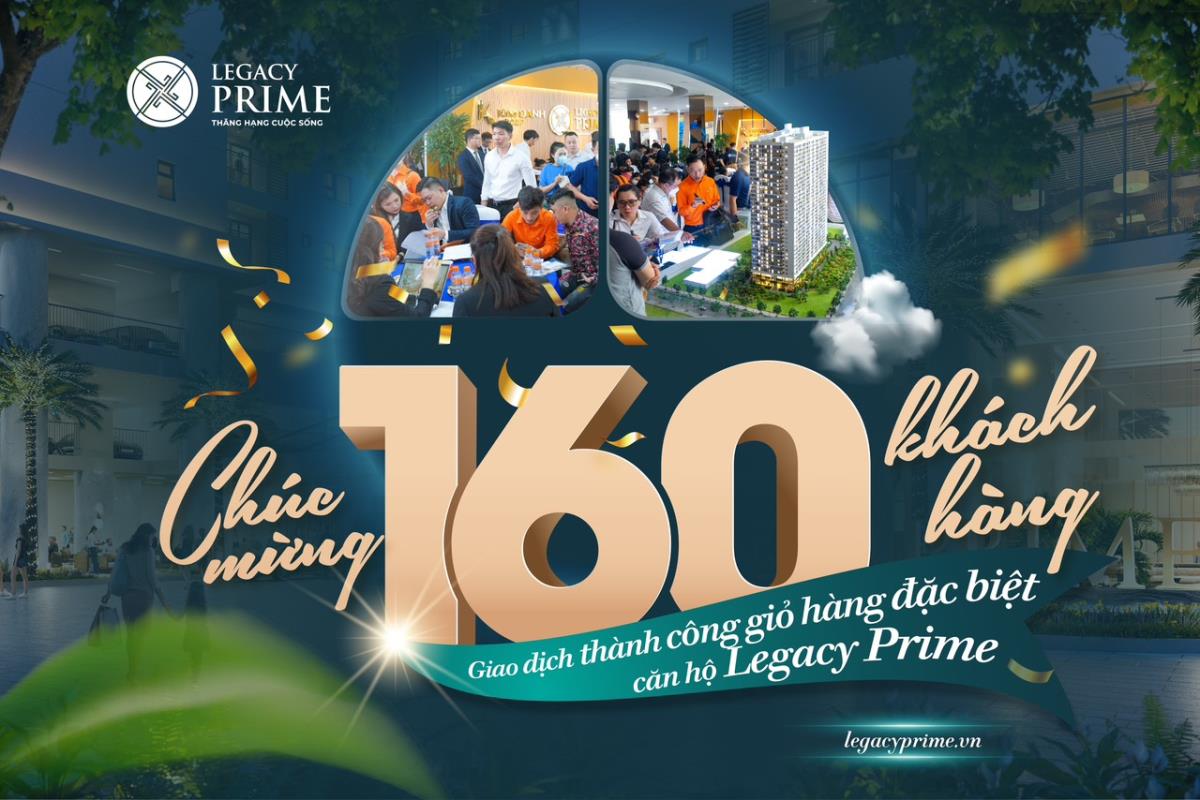 LEGACY
PRIME
THĂNG HẠNG CUỘC SỐNG
Chúc
mừng
160
khách
hàng
Giao dịch thành công giỏ hàng đặc biệt
căn hộ Legacy Prime
legacyprime.vn